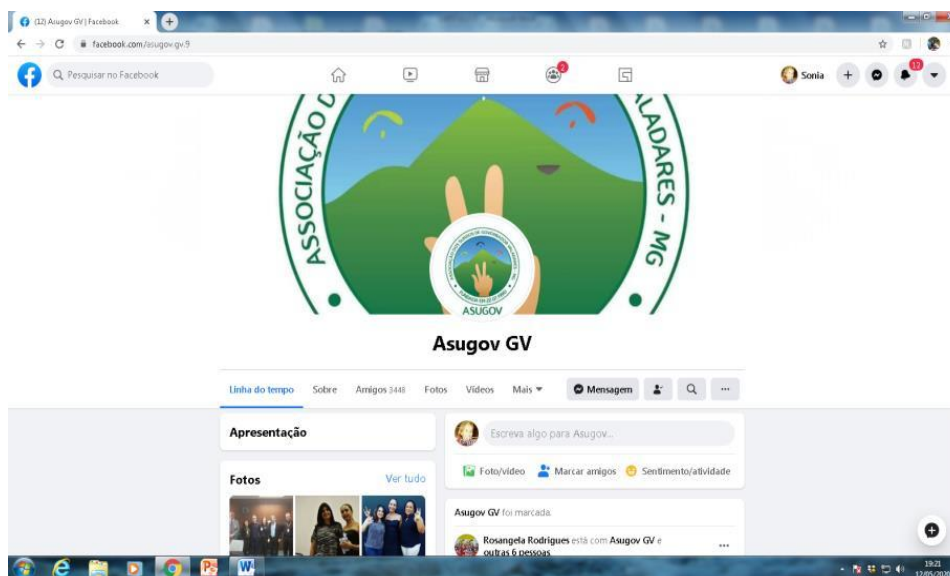 (12) Asugov GV | Facebook
facebook.com/asugov.gv.9
Pesquisar no Facebook
2
Sonia
12
ASSOCIAÇÃO D
ALADARES - MG
ASUGOV
Asugov GV
Linha do tempo Sobre Amigos 3448 Fotos Vídeos Mais Mensagem
Apresentação
Escreva algo para Asugov...
Foto/vídeo Marcar amigos Sentimento/atividade
Fotos Ver tudo
Asugov GV foi marcada.
Rosangela Rodrigues está com Asugov GV e
outras 6 pessoas
19:21